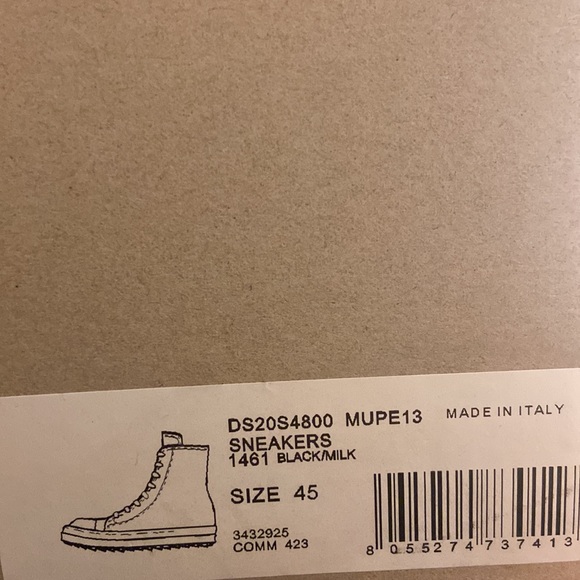 DS20S4800 MUPE13 MADE IN ITALY
SNEAKERS
1461 BLACK/MILK
SIZE 45
3432925
COMM 423
8 055274 737413